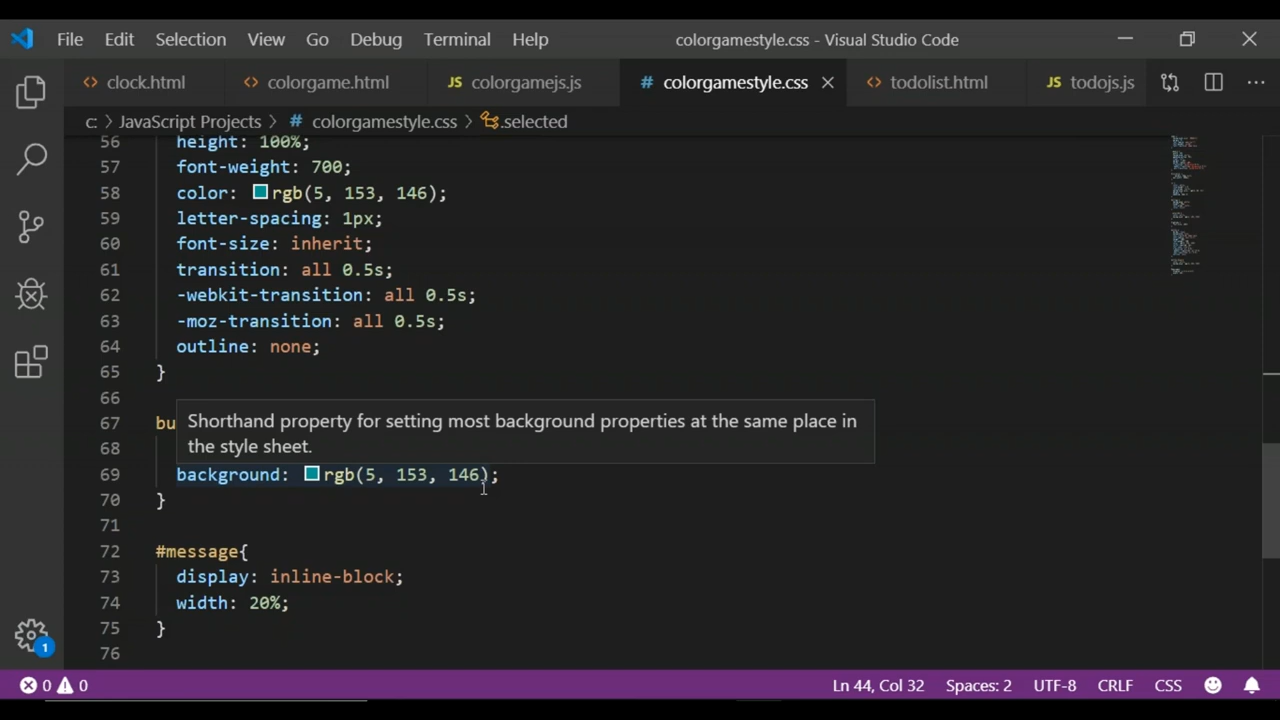 File Edit Selection View Go Debug Terminal Help colorgamestyle.css - Visual Studio Code
clock.html colorgame.html JS colorgamejs.js # colorgamestyle.css todolist.html JS todojs.js
c: > JavaScript Projects > # colorgamestyle.css > .selected
56 height: 100%;
57 font-weight: 700;
58 color: rgb(5, 153, 146);
59 letter-spacing: 1px;
60 font-size: inherit;
61 transition: all 0.5s;
62 -webkit-transition: all 0.5s;
63 -moz-transition: all 0.5s;
64 outline: none;
65 }
66
67 bu
Shorthand property for setting most background properties at the same place in
68 the style sheet.
69 background: rgb(5, 153, 146);
70 }
71
72 #message{
73 display: inline-block;
74 width: 20%;
75 }
76
1
0 0 Ln 44, Col 32 Spaces: 2 UTF-8 CRLF CSS